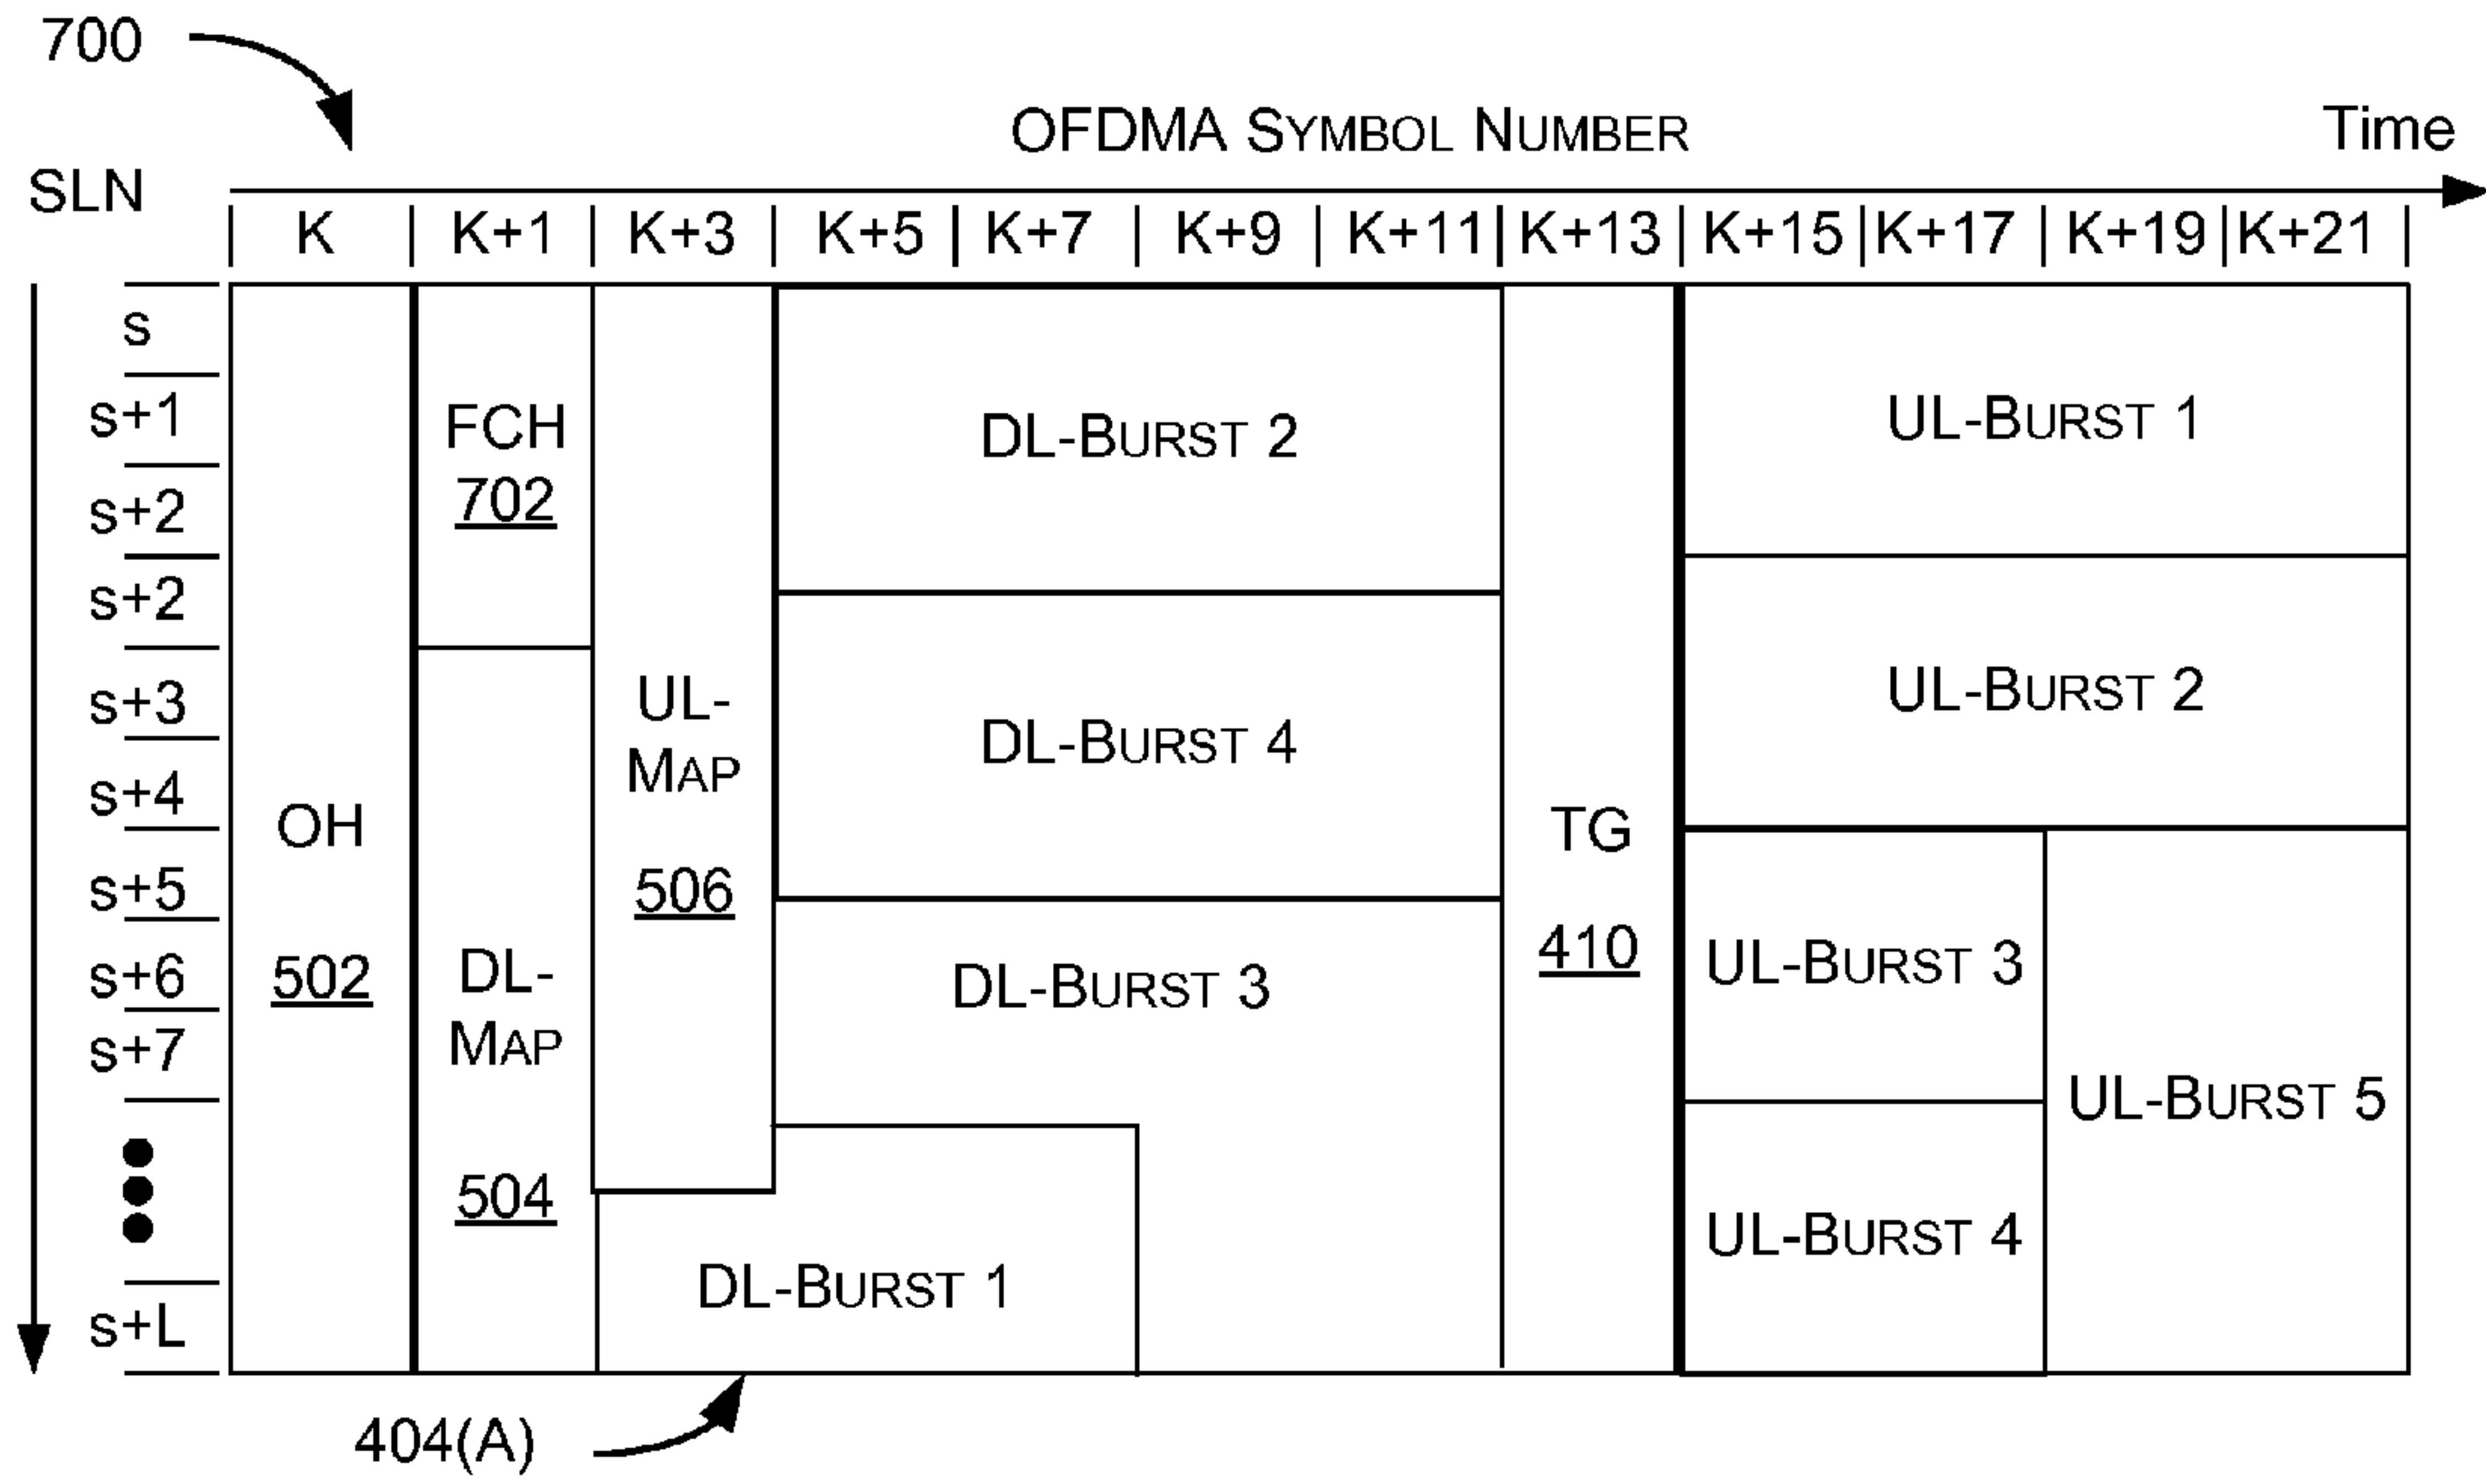 700
OFDMA SYMBOL NUMBER
Time
SLN
K
K+1
K+3
K+5
K+7
K+9
K+11
K+13
K+15
K+17
K+19
K+21
s
s+1
s+2
s+2
s+3
s+4
s+5
s+6
s+7
s+L
OH
502
FCH
702
DL-
MAP
504
UL-
MAP
506
DL-BURST 2
DL-BURST 4
DL-BURST 3
DL-BURST 1
TG
410
UL-BURST 1
UL-BURST 2
UL-BURST 3
UL-BURST 4
UL-BURST 5
404(A)